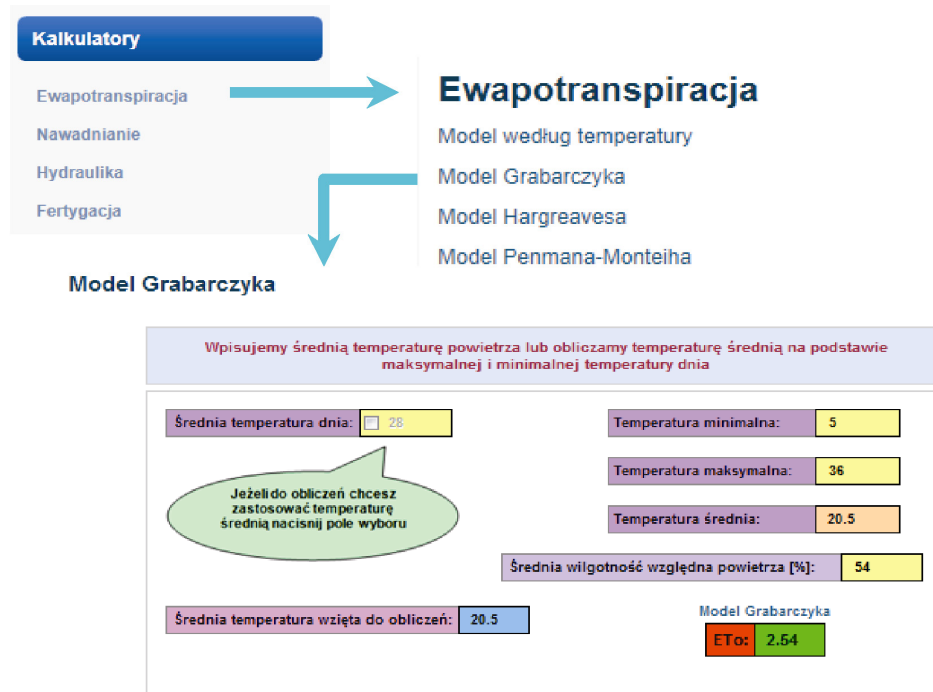 Kalkulatory
Ewapotranspiracja
Nawadnianie
Hydraulika
Fertygacja
Ewapotranspiracja
Model według temperatury
Model Grabarczyka
Model Hargreavesa
Model Penmana-Monteiha
Model Grabarczyka
Wpisujemy średnią temperaturę powietrza lub obliczamy temperaturę średnią na podstawie
maksymalnej i minimalnej temperatury dnia
Średnia temperatura dnia: 28
Jeżeli do obliczeń chcesz
zastosować temperaturę
średnią nacisnij pole wyboru
Temperatura minimalna: 5
Temperatura maksymalna: 36
Temperatura średnia: 20.5
Średnia wilgotność względna powietrza [%]: 54
Średnia temperatura wzięta do obliczeń: 20.5
Model Grabarczyka
ETo: 2.54